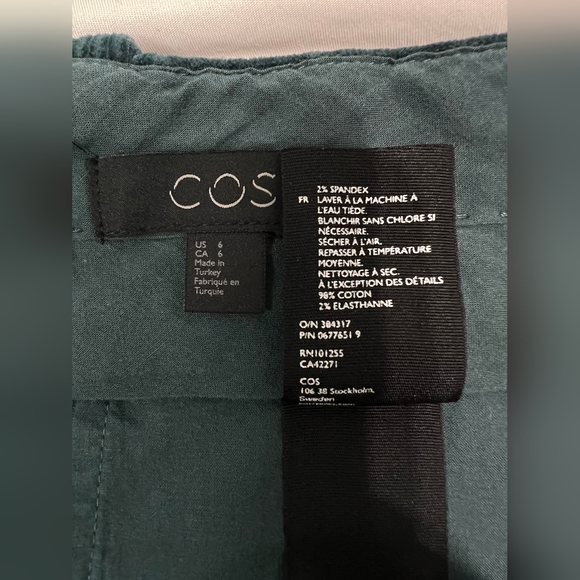 COS
US 6
CA 6
Made in
Turkey
Fabriqué en
Turquie
2% SPANDEX
FR LAVER À LA MACHINE À
L'EAU TIÈDE.
BLANCHIR SANS CHLORE SI
NÉCESSAIRE.
SÉCHER À L'AIR.
REPASSER À TEMPÉRATURE
MOYENNE.
NETTOYAGE À SEC.
À L'EXCEPTION DES DÉTAILS
98% COTON
2% ELASTHANNE
O/N 384317
P/N 0677651 9
RN101255
CA42271
COS
106 38 Stockholm,
Sweden